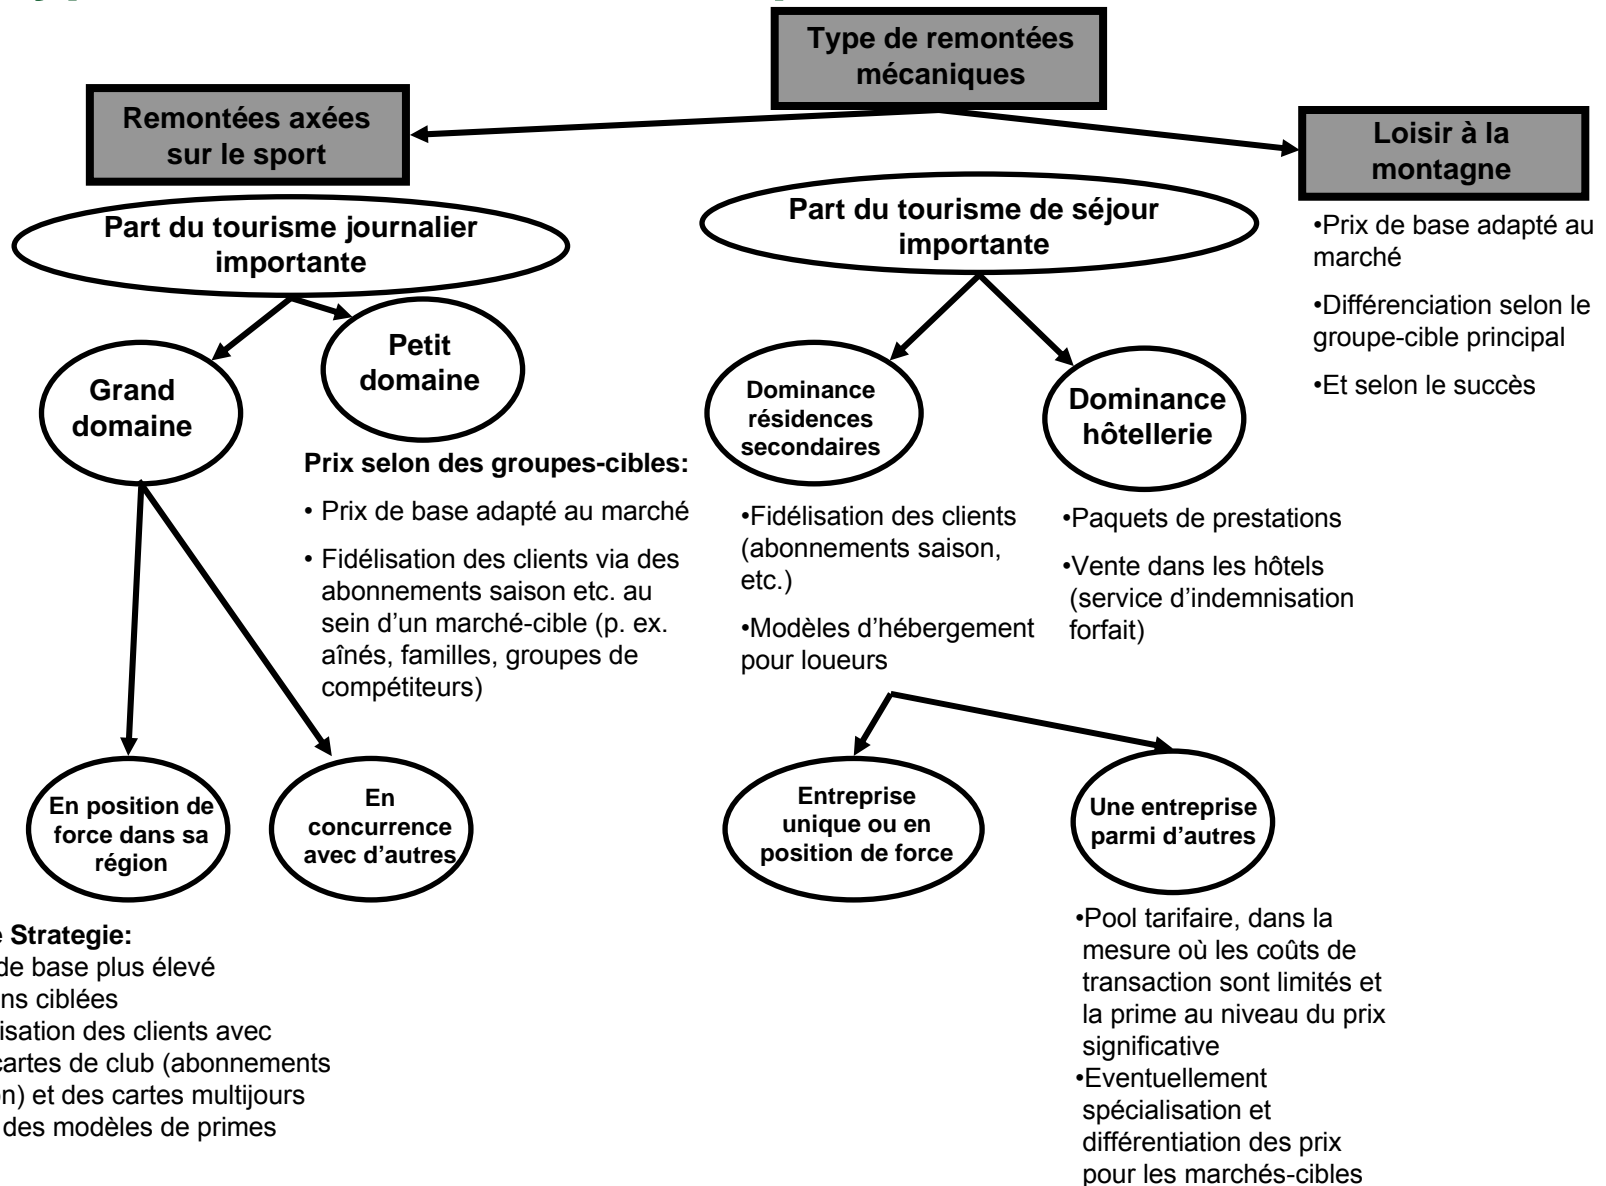 Type de remontées
mécaniques
Remontées axées
sur le sport
Loisir à la
montagne
Part du tourisme journalier
importante
Part du tourisme de séjour
importante
•Prix de base adapté au
marché
•Différenciation selon le
groupe-cible principal
•Et selon le succès
Grand
domaine
Petit
domaine
Dominance
résidences
secondaires
Dominance
hôtellerie
Prix selon des groupes-cibles:
• Prix de base adapté au marché
• Fidélisation des clients via des
abonnements saison etc. au
sein d’un marché-cible (p. ex.
aînés, familles, groupes de
compétiteurs)
•Fidélisation des clients
(abonnements saison,
etc.)
•Modèles d’hébergement
pour loueurs
•Paquets de prestations
•Vente dans les hôtels
(service d’indemnisation
forfait)
En position de
force dans sa
région
En
concurrence
avec d’autres
Entreprise
unique ou en
position de force
Une entreprise
parmi d’autres
Strategie:
de base plus élevé
ciblées
des clients avec
cartes de club (abonnements
et des cartes multijours
des modèles de primes
•Pool tarifaire, dans la
mesure où les coûts de
transaction sont limités et
la prime au niveau du prix
significative
•Eventuellement
spécialisation et
différentiation des prix
pour les marchés-cibles